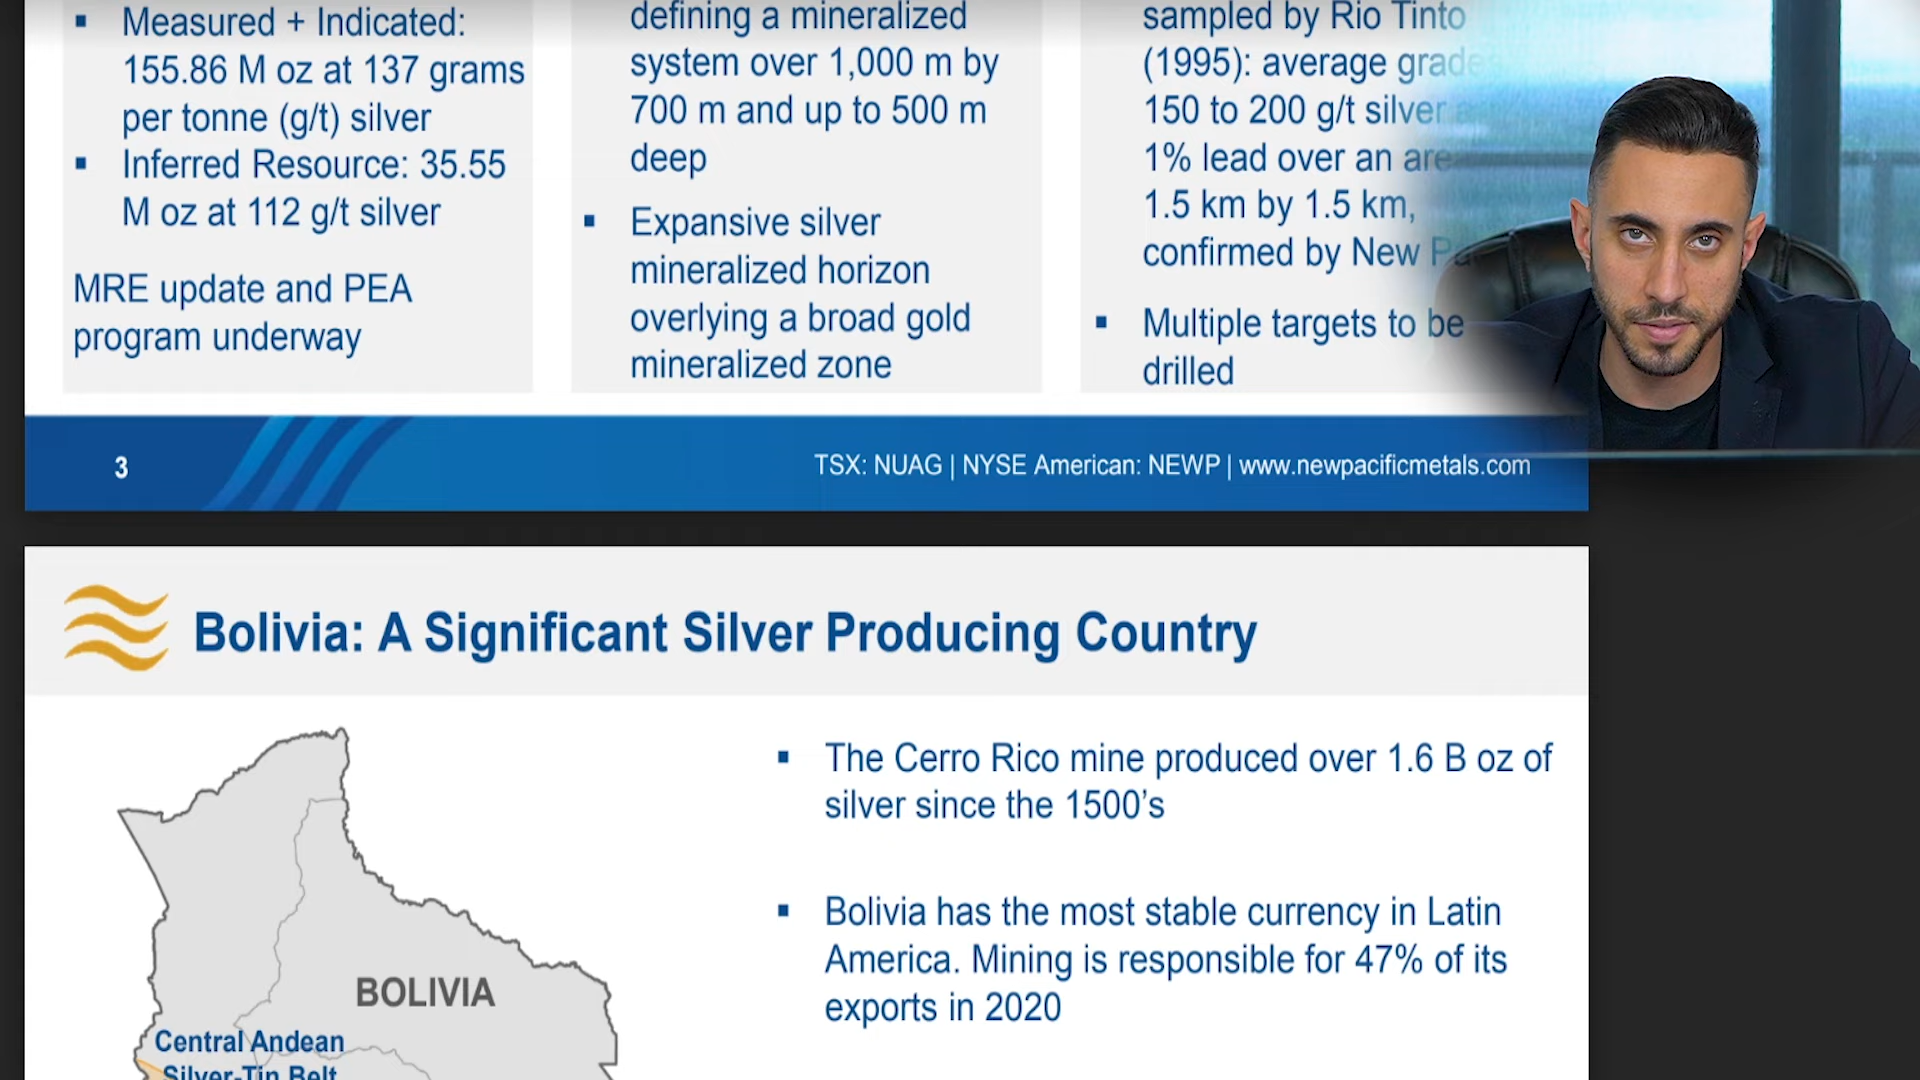 ▪ Measured + Indicated:
155.86 M oz at 137 grams
per tonne (g/t) silver
▪ Inferred Resource: 35.55
M oz at 112 g/t silver
MRE update and PEA
program underway
defining a mineralized
system over 1,000 m by
700 m and up to 500 m
deep
▪ Expansive silver
mineralized horizon
overlying a broad gold
mineralized zone
sampled by Rio Tinto
(1995): average grade
150 to 200 g/t silver
1% lead over an
1.5 km by 1.5 km,
confirmed by New
▪ Multiple targets to be
drilled
3
TSX: NUAG | NYSE American: NEWP | www.newpacificmetals.com
Bolivia: A Significant Silver Producing Country
▪ The Cerro Rico mine produced over 1.6 B oz of
silver since the 1500’s
▪ Bolivia has the most stable currency in Latin
America. Mining is responsible for 47% of its
exports in 2020
BOLIVIA
Central Andean
Silver-Tin Belt